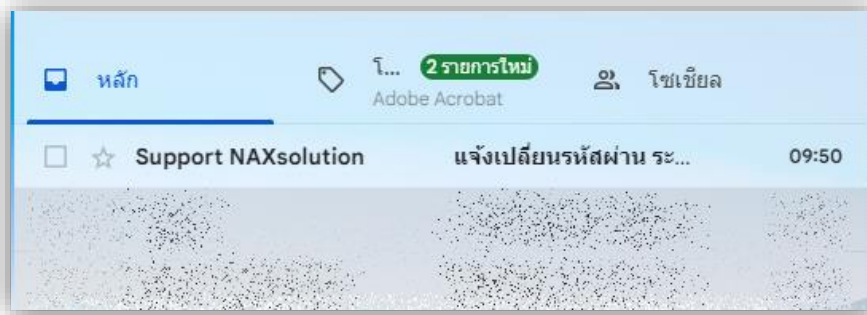 หลัก
โ... 2 รายการใหม่
Adobe Acrobat
โซเชียล
Support NAXsolution แจ้งเปลี่ยนรหัสผ่าน ระ... 09:50